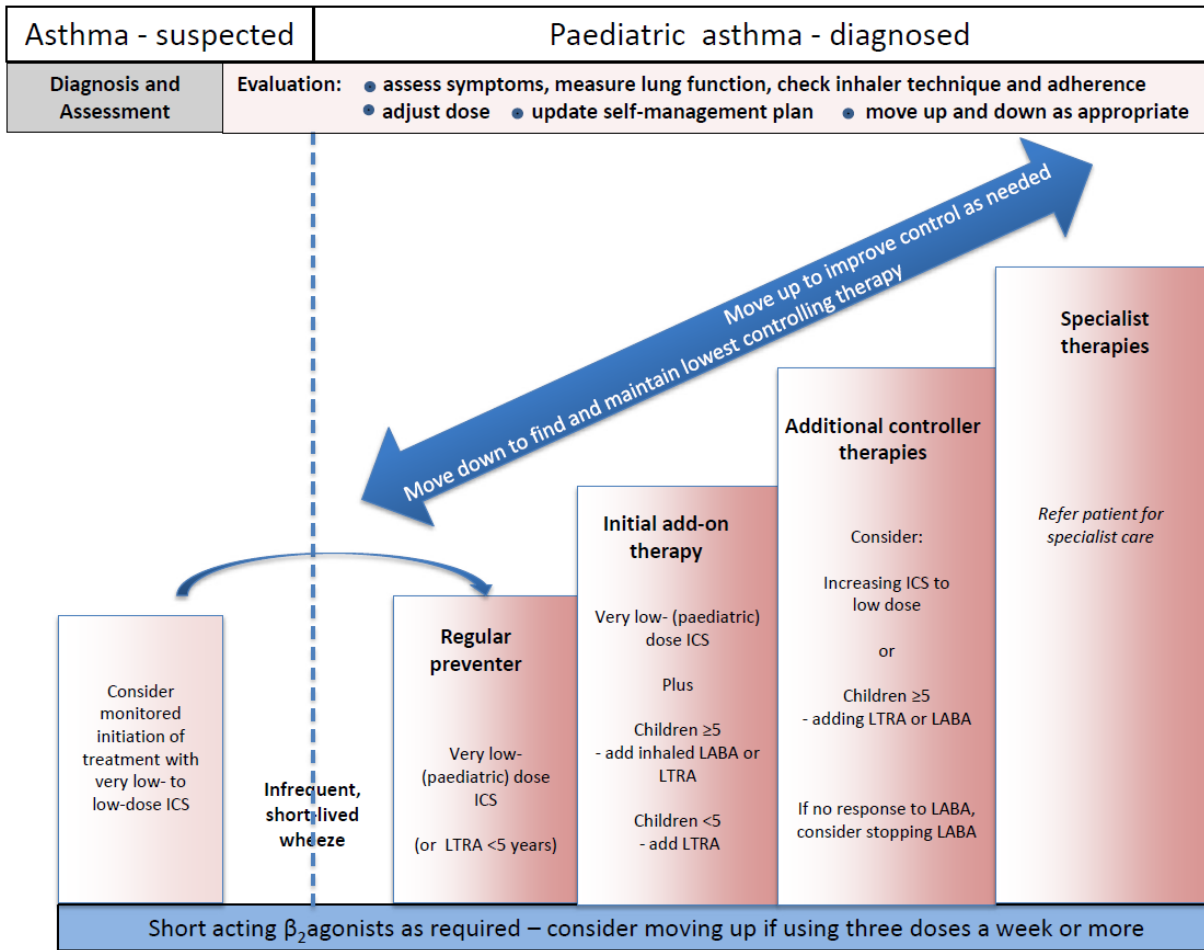 Asthma - suspected
Paediatric asthma - diagnosed
Diagnosis and
Assessment
Evaluation: • assess symptoms, measure lung function, check inhaler technique and adherence
• adjust dose • update self-management plan • move up and down as appropriate
Move up to improve control as needed
Move down to find and maintain lowest controlling therapy
Consider
monitored
initiation of
treatment with
very low- to
low-dose ICS
Infrequent,
short-lived
wheeze
Regular
preventer
Very low-
(paediatric) dose
ICS
(or LTRA <5 years)
Initial add-on
therapy
Very low- (paediatric)
dose ICS
Plus
Children ≥5
- add inhaled LABA or
LTRA
Children <5
- add LTRA
Additional controller
therapies
Consider:
Increasing ICS to
low dose
or
Children ≥5
- adding LTRA or LABA
If no response to LABA,
consider stopping LABA
Specialist
therapies
Refer patient for
specialist care
Short acting β₂agonists as required – consider moving up if using three doses a week or more